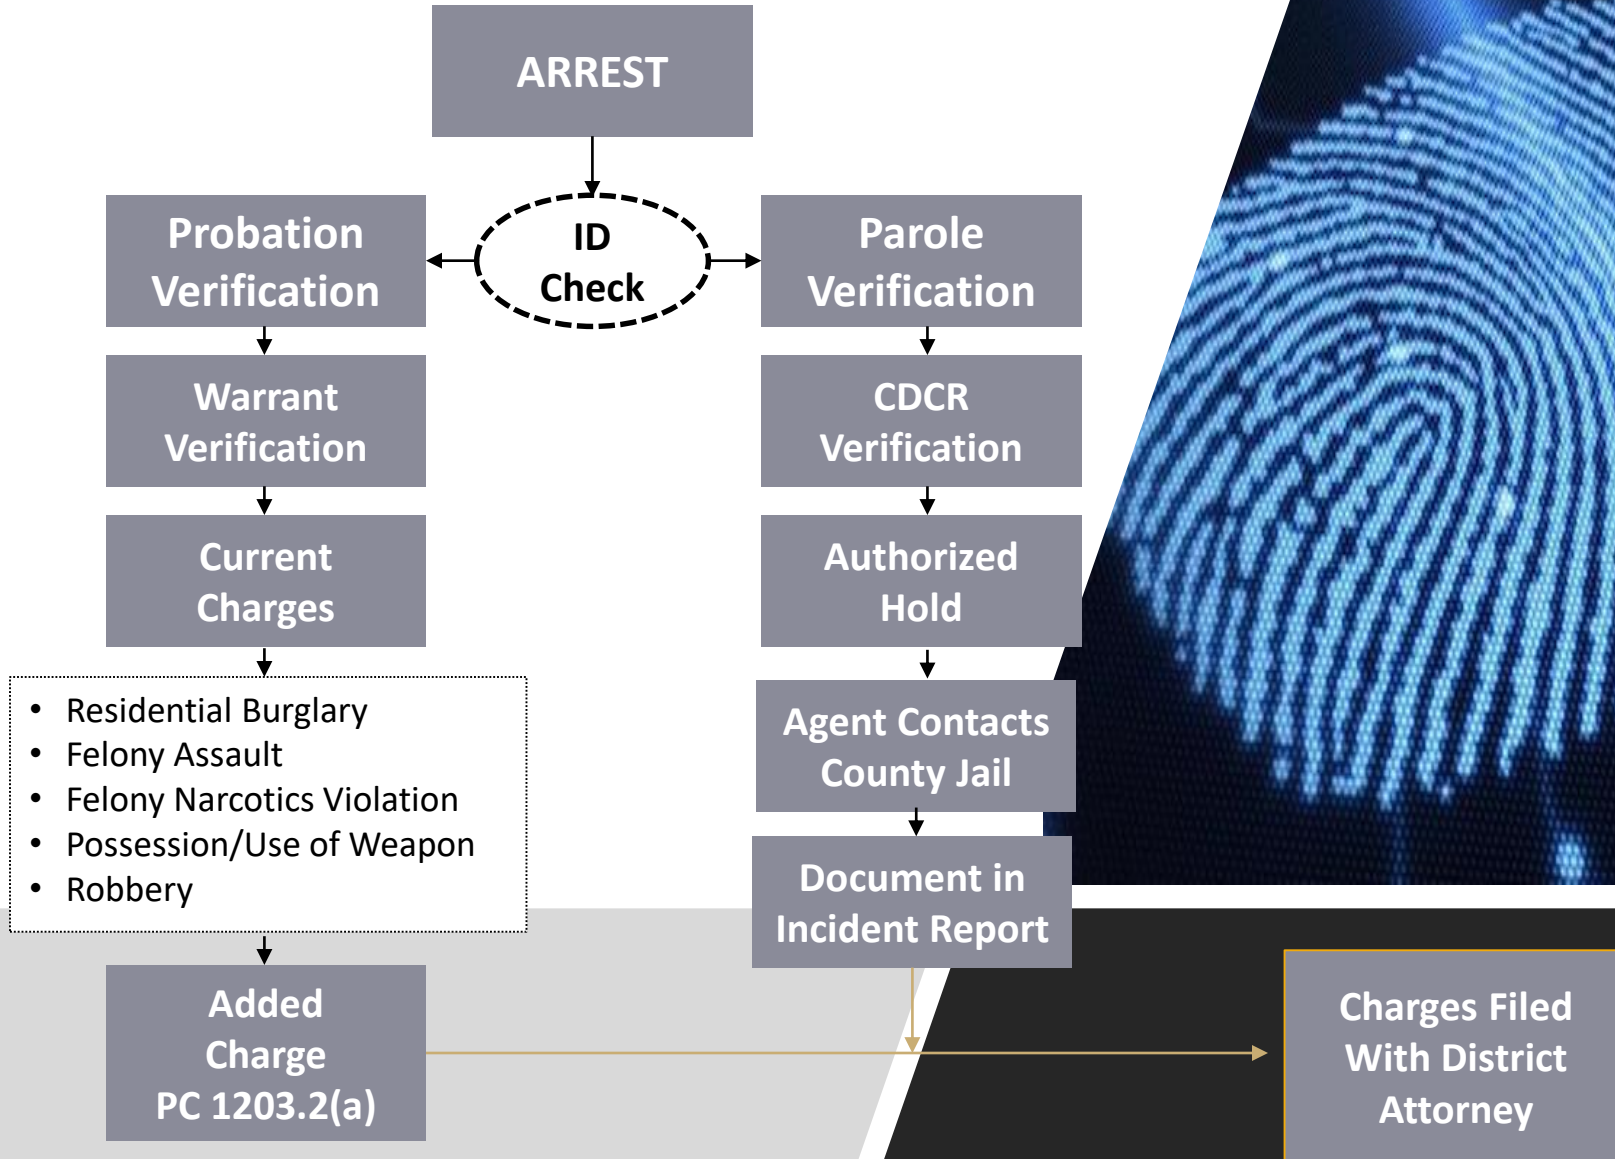 ARREST
ID
Check
Probation
Verification
Warrant
Verification
Current
Charges
• Residential Burglary
• Felony Assault
• Felony Narcotics Violation
• Possession/Use of Weapon
• Robbery
Added
Charge
PC 1203.2(a)
Parole
Verification
CDCR
Verification
Authorized
Hold
Agent Contacts
County Jail
Document in
Incident Report
Charges Filed
With District
Attorney